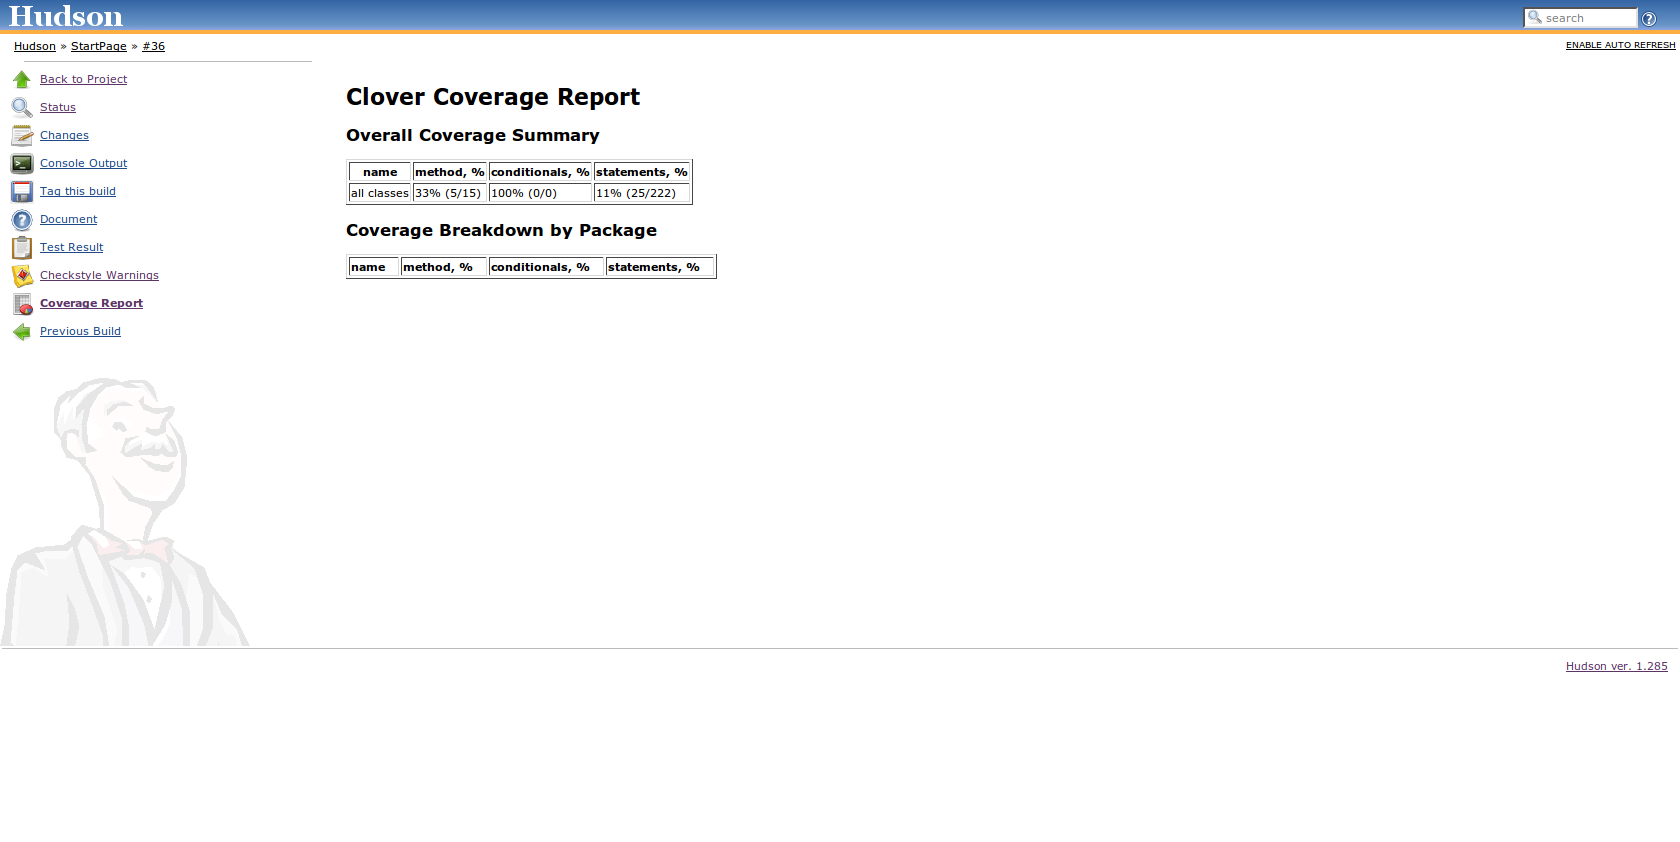 Hudson
search
Hudson » StartPage » #36
ENABLE AUTO REFRESH
Back to Project
Status
Changes
Console Output
Tag this build
Document
Test Result
Checkstyle Warnings
Coverage Report
Previous Build
Clover Coverage Report
Overall Coverage Summary
name method, % conditionals, % statements, %
all classes 33% (5/15) 100% (0/0) 11% (25/222)
Coverage Breakdown by Package
name method, % conditionals, % statements, %
Hudson ver. 1.285